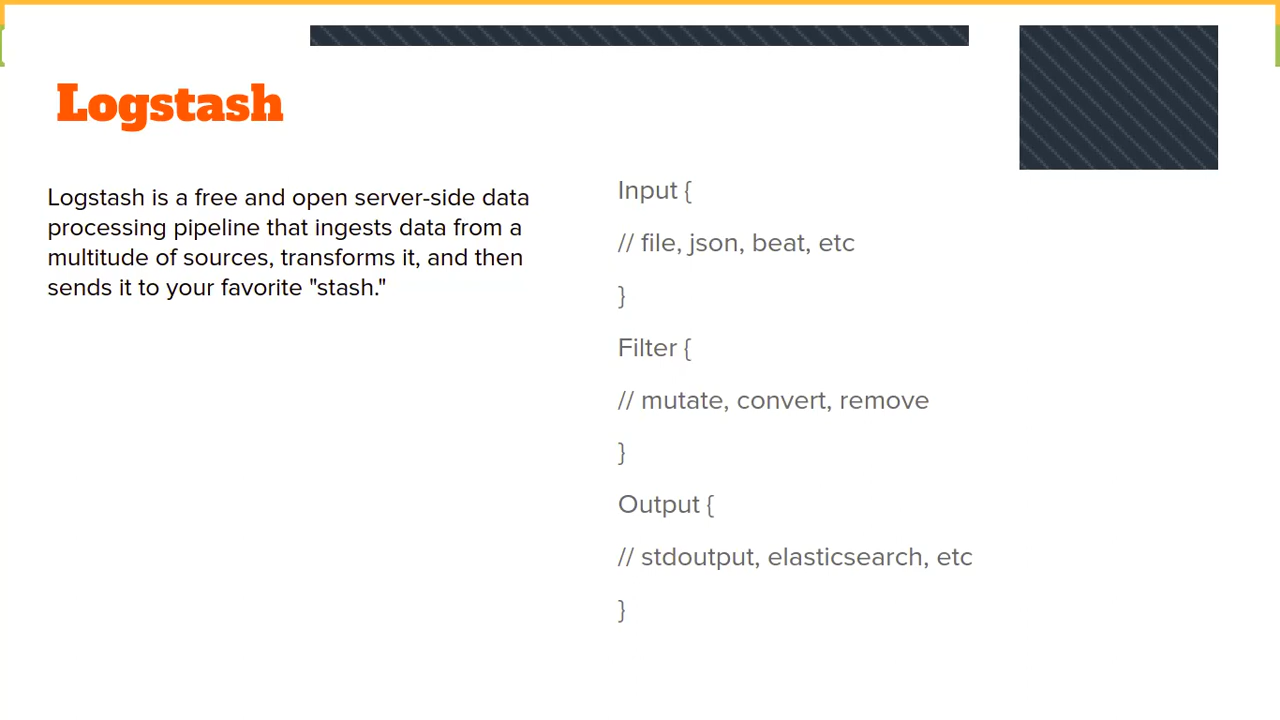 Logstash
Logstash is a free and open server-side data
processing pipeline that ingests data from a
multitude of sources, transforms it, and then
sends it to your favorite "stash."
Input {
// file, json, beat, etc
}
Filter {
// mutate, convert, remove
}
Output {
// stdoutput, elasticsearch, etc
}